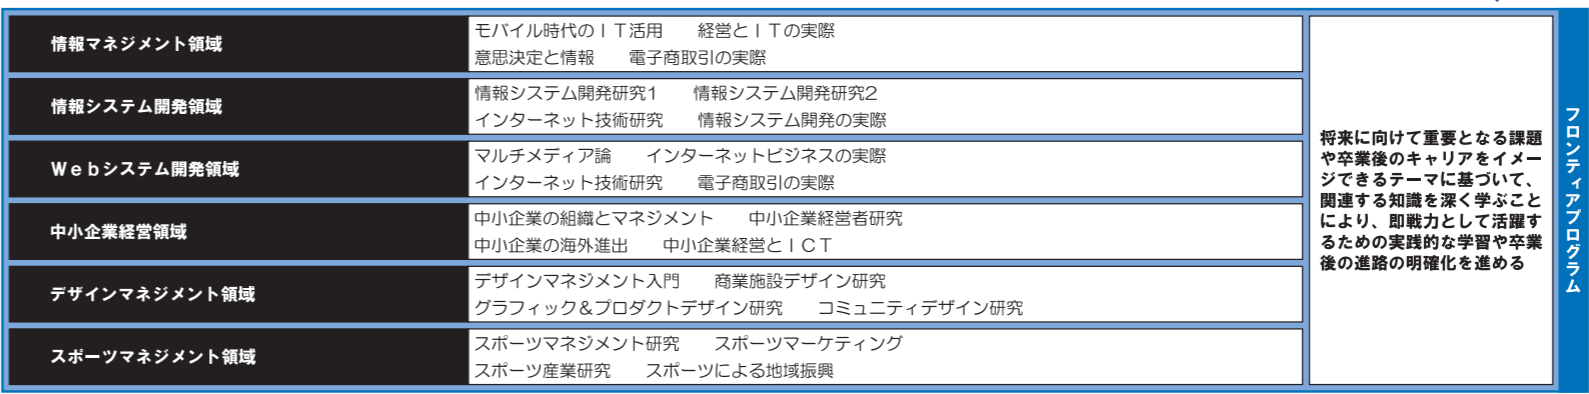 情報マネジメント領域
モバイル時代のIT活用　経営とITの実際
意思決定と情報　電子商取引の実際
情報システム開発領域
情報システム開発研究1　情報システム開発研究2
インターネット技術研究　情報システム開発の実際
Webシステム開発領域
マルチメディア論　インターネットビジネスの実際
インターネット技術研究　電子商取引の実際
中小企業経営領域
中小企業の組織とマネジメント　中小企業経営者研究
中小企業の海外進出　中小企業経営とICT
デザインマネジメント領域
デザインマネジメント入門　商業施設デザイン研究
グラフィック＆プロダクトデザイン研究　コミュニティデザイン研究
スポーツマネジメント領域
スポーツマネジメント研究　スポーツマーケティング
スポーツ産業研究　スポーツによる地域振興
将来に向けて重要となる課題
や卒業後のキャリアをイメー
ジできるテーマに基づいて、
関連する知識を深く学ぶこと
により、即戦力として活躍す
るための実践的な学習や卒業
後の進路の明確化を進める
フロンティアプログラム